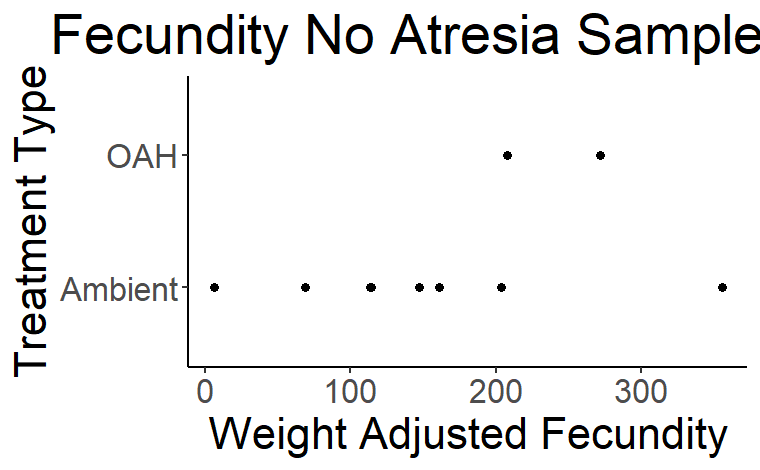 Fecundity No Atresia Sample
Treatment Type
OAH
Ambient
0 100 200 300
Weight Adjusted Fecundity